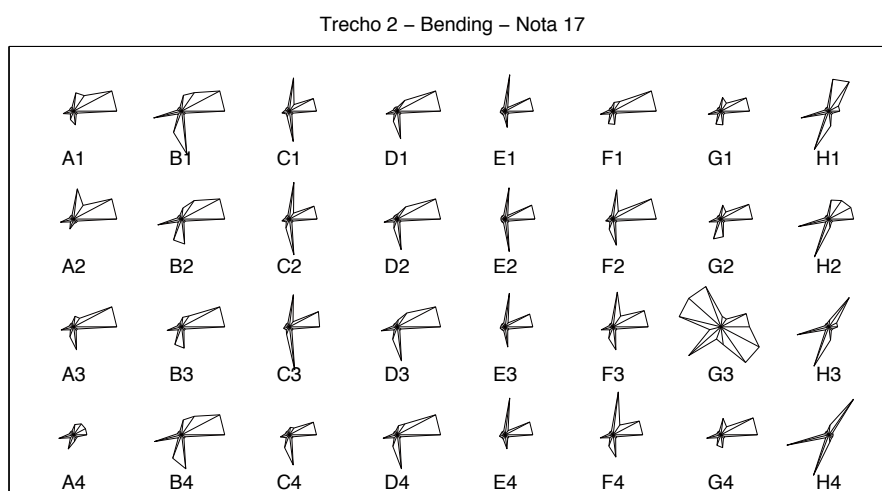 Trecho 2 – Bending – Nota 17
A1 B1 C1 D1 E1 F1 G1 H1
A2 B2 C2 D2 E2 F2 G2 H2
A3 B3 C3 D3 E3 F3 G3 H3
A4 B4 C4 D4 E4 F4 G4 H4